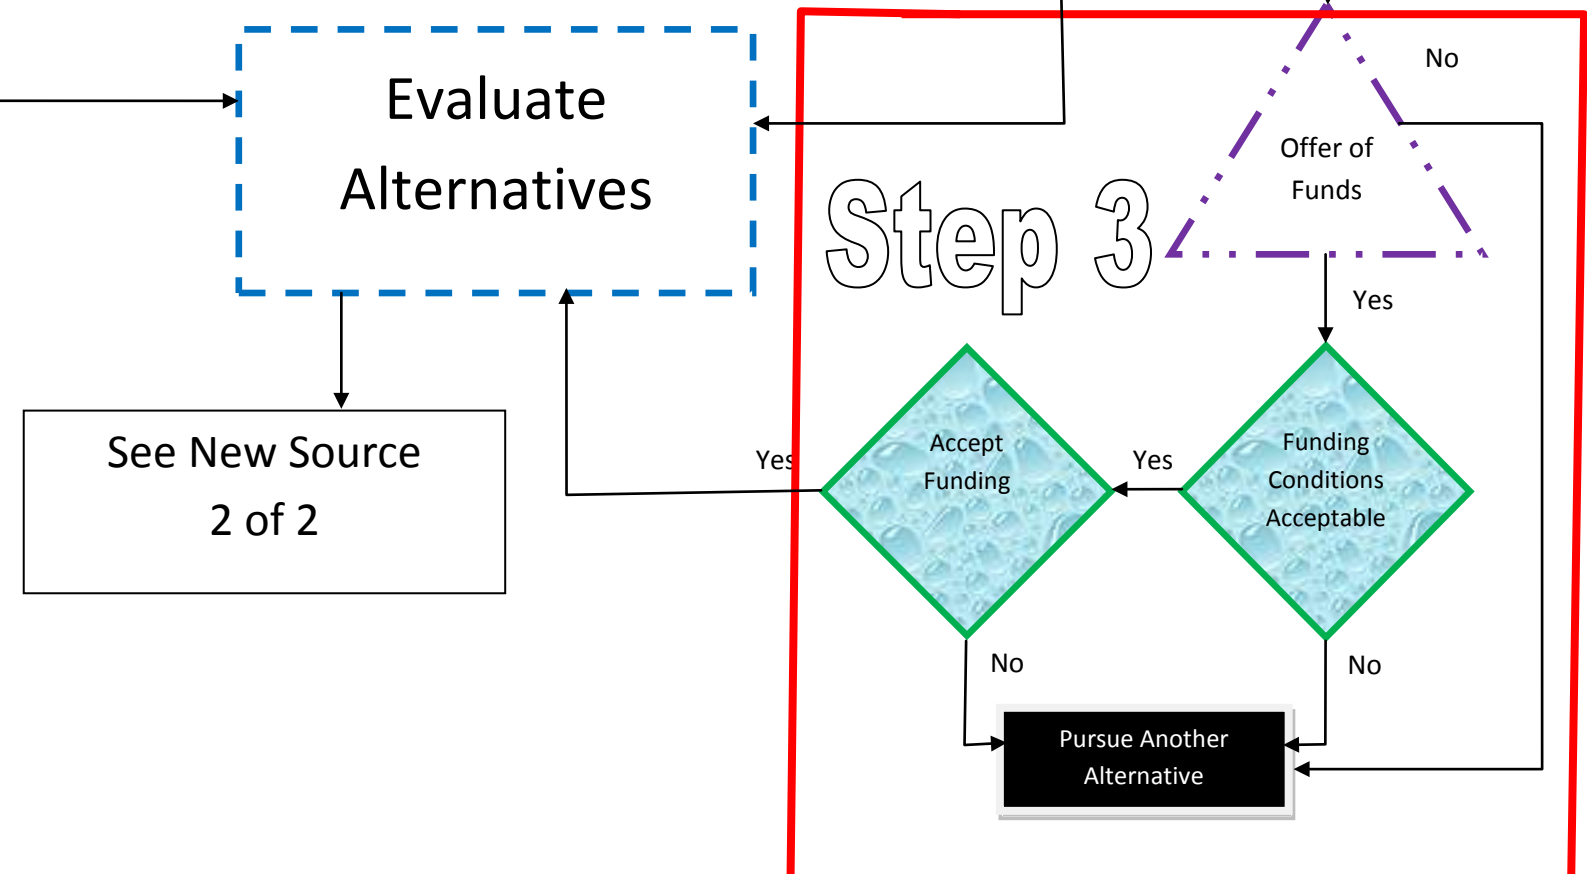 Evaluate
Alternatives
No
Offer of
Funds
Step 3
Yes
See New Source
2 of 2
Yes
Accept
Funding
Yes
Funding
Conditions
Acceptable
No
No
Pursue Another
Alternative